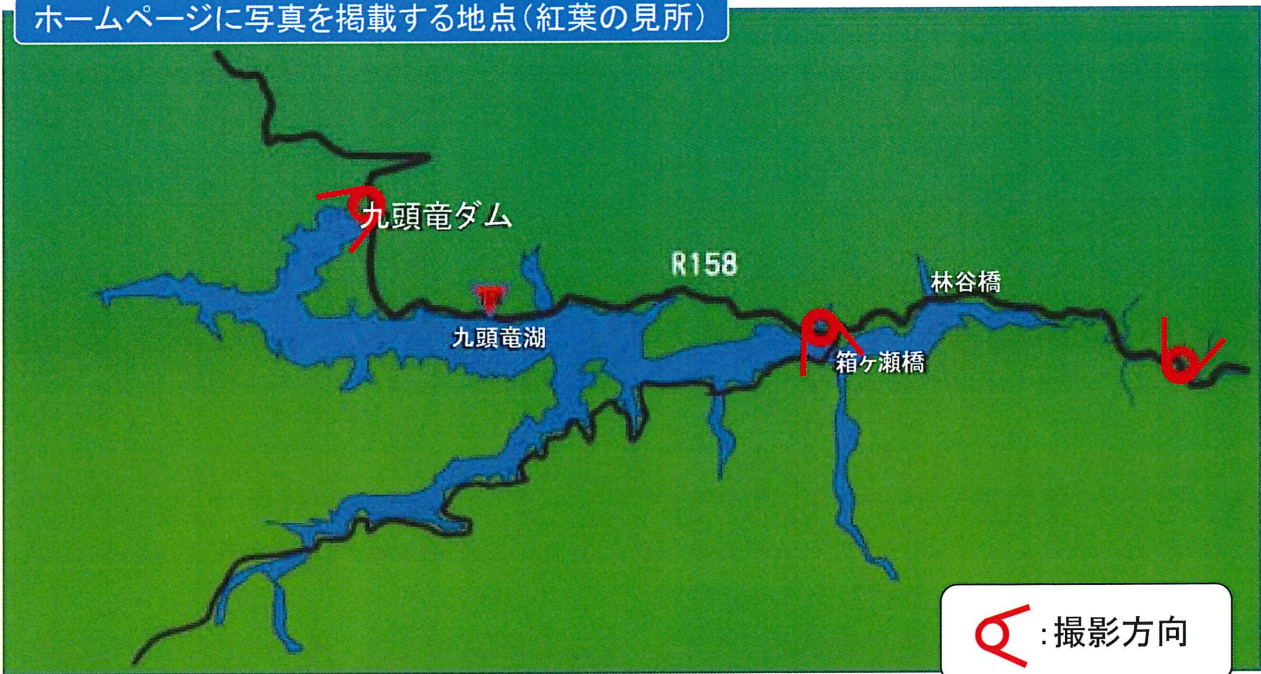 ホームページに写真を掲載する地点（紅葉の見所）
九頭竜ダム
R158
林谷橋
九頭竜湖
箱ヶ瀬橋
：撮影方向